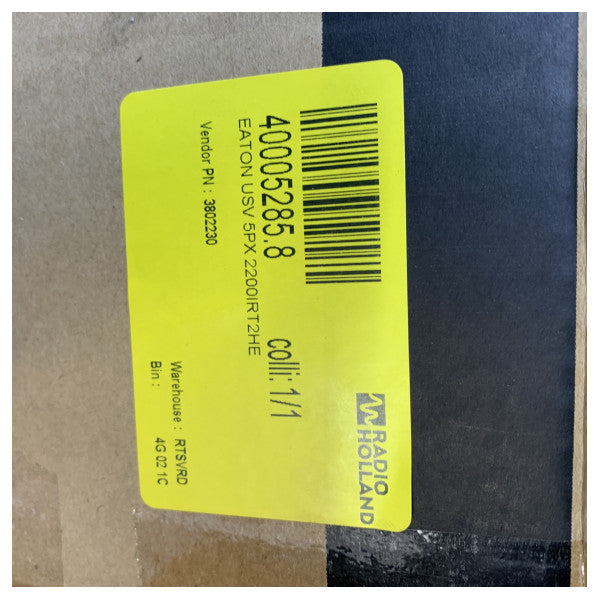 RADIO
HOLLAND
40005285.8
colli: 1/1
EATON USV 5PX 2200IRT2HE
Vendor PN : 3802230
Warehouse : RTSVRD
Bin : 4G 02 1C